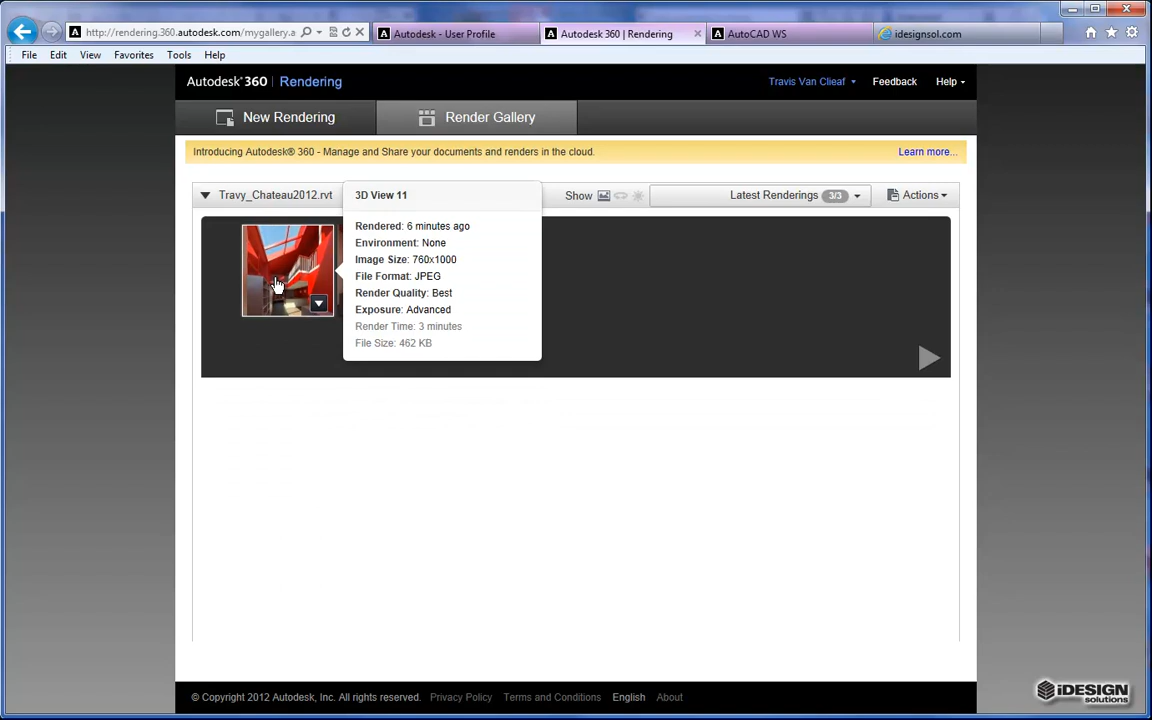 http://rendering.360.autodesk.com/mygallery.a
Autodesk - User Profile
Autodesk 360 | Rendering
AutoCAD WS
idesignsol.com
File Edit View Favorites Tools Help
Autodesk® 360 | Rendering
Travis Van Clieaf Feedback Help
New Rendering
Render Gallery
Introducing Autodesk® 360 - Manage and Share your documents and renders in the cloud.
Learn more...
Travy_Chateau2012.rvt
3D View 11
Show
Latest Renderings 3/3
Actions
Rendered: 6 minutes ago
Environment: None
Image Size: 760x1000
File Format: JPEG
Render Quality: Best
Exposure: Advanced
Render Time: 3 minutes
File Size: 462 KB
© Copyright 2012 Autodesk, Inc. All rights reserved. Privacy Policy Terms and Conditions English About
iDESIGN
solutions